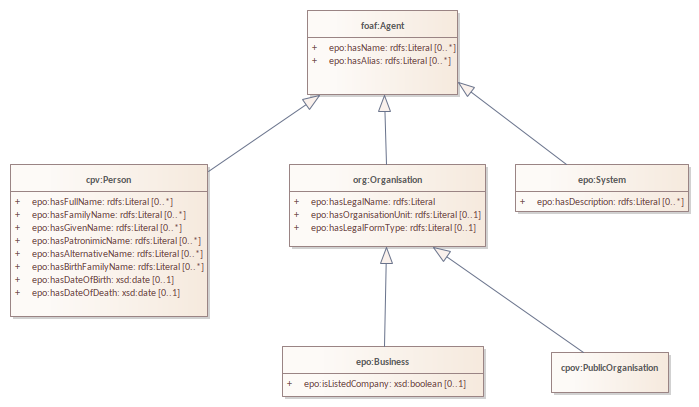 foaf:Agent
+ epo:hasName: rdfs:Literal [0..*]
+ epo:hasAlias: rdfs:Literal [0..*]
cpv:Person
+ epo:hasFullName: rdfs:Literal [0..*]
+ epo:hasFamilyName: rdfs:Literal [0..*]
+ epo:hasGivenName: rdfs:Literal [0..*]
+ epo:hasPatronimicName: rdfs:Literal [0..*]
+ epo:hasAlternativeName: rdfs:Literal [0..*]
+ epo:hasBirthFamilyName: rdfs:Literal [0..*]
+ epo:hasDateOfBirth: xsd:date [0..1]
+ epo:hasDateOfDeath: xsd:date [0..1]
org:Organisation
+ epo:hasLegalName: rdfs:Literal
+ epo:hasOrganisationUnit: rdfs:Literal [0..1]
+ epo:hasLegalFormType: rdfs:Literal [0..1]
epo:System
+ epo:hasDescription: rdfs:Literal [0..*]
epo:Business
+ epo:isListedCompany: xsd:boolean [0..1]
cpov:PublicOrganisation